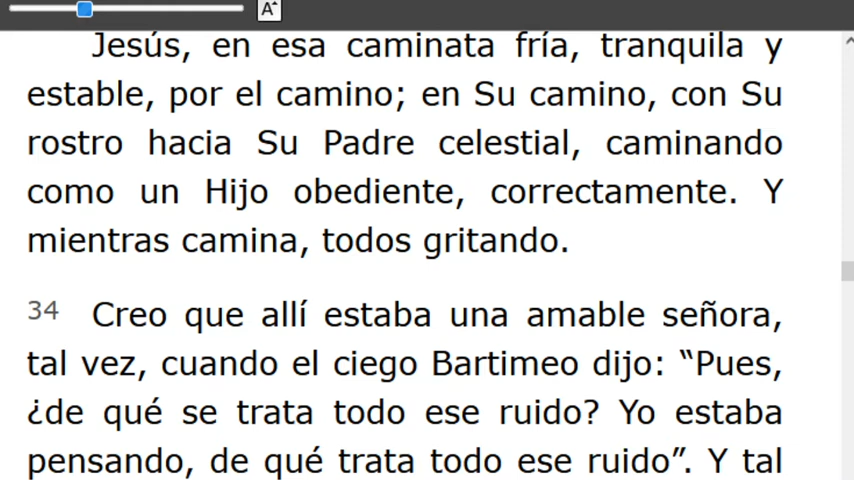 A
Jesús, en esa caminata fría, tranquila y
estable, por el camino; en Su camino, con Su
rostro hacia Su Padre celestial, caminando
como un Hijo obediente, correctamente. Y
mientras camina, todos gritando.
34 Creo que allí estaba una amable señora,
tal vez, cuando el ciego Bartimeo dijo: “Pues,
¿de qué se trata todo ese ruido? Yo estaba
pensando, de qué trata todo ese ruido”. Y tal